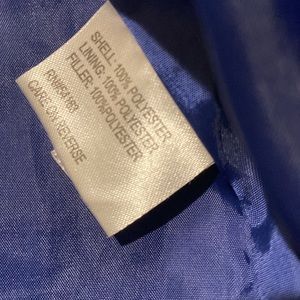 SHELL: 100% POLYESTER
LINING: 100% POLYESTER
FILLER: 100%POLYESTER
CARE ON REVERSE